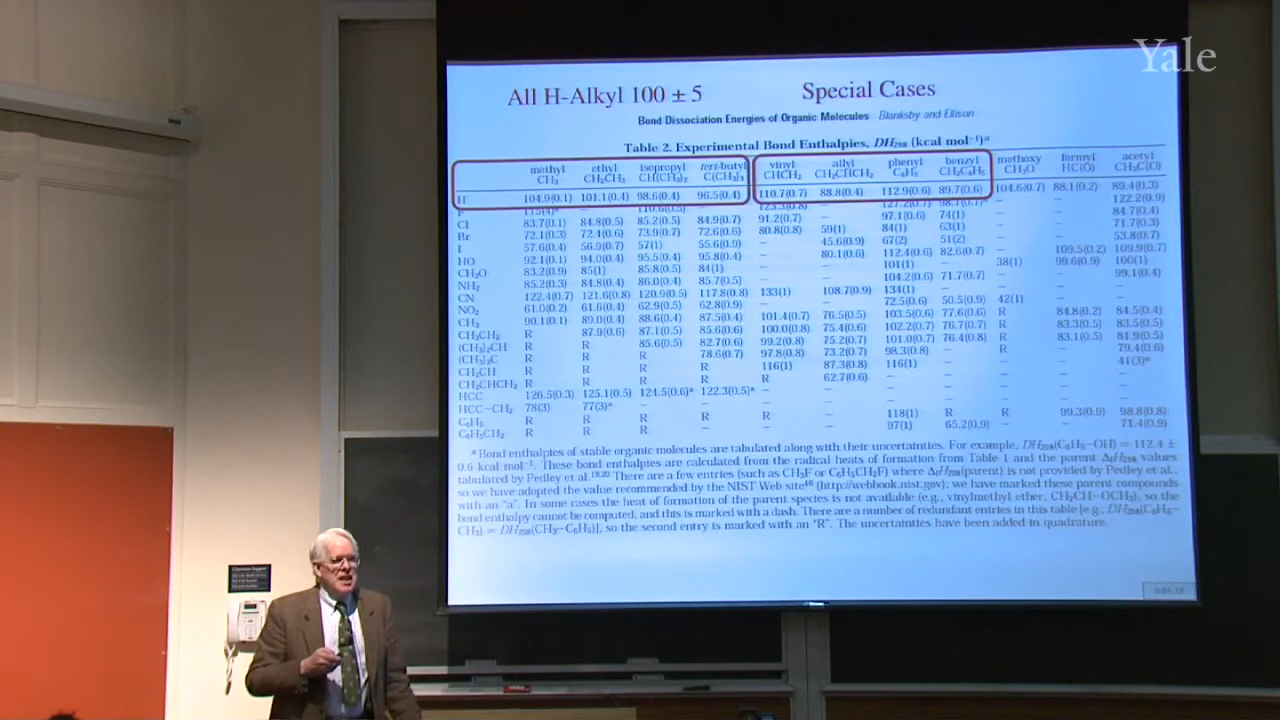 Yale
All H-Alkyl 100 ± 5 Special Cases
Bond Dissociation Energies of Organic Molecules Blanksby and Ellison
Table 2. Experimental Bond Enthalpies, DH₂₉₈ (kcal mol⁻¹)ᵃ
methyl ethyl isopropyl tert-butyl vinyl allyl phenyl benzyl methoxy formyl acetyl
CH₃ CH₂CH₃ CH(CH₃)₂ C(CH₃)₃ CHCH₂ CH₂CHCH₂ C₆H₅ CH₂C₆H₅ CH₃O HC(O) CH₃C(O)
H 104.9(0.1) 101.1(0.4) 98.6(0.4) 96.5(0.4) 110.7(0.7) 88.8(0.4) 112.9(0.6) 89.7(0.6) 104.6(0.7) 88.1(0.2) 89.4(0.3)
F 122.2(0.9)
Cl 83.7(0.1) 84.8(0.5) 85.2(0.5) 84.9(0.7) 91.2(0.7) 97.1(0.6) 74(1) 84.7(0.4)
Br 72.1(0.3) 72.4(0.6) 73.9(0.7) 72.6(0.6) 80.8(0.8) 59(1) 84(1) 63(1) 71.7(0.3)
I 57.6(0.4) 56.9(0.7) 57(1) 55.6(0.9) – 45.6(0.9) 67(2) 51(2) 53.8(0.7)
HO 92.1(0.1) 94.0(0.4) 95.5(0.4) 95.8(0.4) – 80.1(0.6) 112.4(0.6) 82.6(0.7) 109.5(0.2) 109.9(0.7)
CH₃O 83.2(0.9) 85(1) 85.8(0.5) 84(1) – – 101(1) – 38(1) 99.6(0.9) 100(1)
NH₂ 85.2(0.3) 84.8(0.4) 86.0(0.4) 85.7(0.5) – – 104.2(0.6) 71.7(0.7) – – 99.1(0.4)
CN 122.4(0.7) 121.6(0.8) 120.9(0.5) 117.8(0.8) 133(1) 108.7(0.9) 134(1) – – – –
NO₂ 61.0(0.2) 61.6(0.4) 62.9(0.5) 62.8(0.9) – – 72.5(0.6) 50.5(0.9) 42(1) – –
CH₃ 90.1(0.1) 89.0(0.4) 88.6(0.4) 87.5(0.4) 101.4(0.7) 76.5(0.5) 103.5(0.6) 77.6(0.6) R 84.8(0.2) 84.5(0.4)
CH₃CH₂ R 87.9(0.6) 87.1(0.5) 85.6(0.6) 100.0(0.8) 75.4(0.6) 102.2(0.7) 76.7(0.7) R 83.3(0.5) 83.5(0.5)
(CH₃)₂CH R R 85.6(0.5) 82.7(0.6) 99.2(0.8) 75.2(0.7) 101.0(0.7) 76.4(0.8) R 83.1(0.5) 81.9(0.5)
(CH₃)₃C R R R 78.6(0.7) 97.8(0.8) 73.2(0.7) 98.3(0.8) – R – 79.4(0.6)
CH₂CH R R R R 116(1) 87.3(0.8) 116(1) – – – 41(3)ᵃ
CH₂CHCH₂ R R R R R 62.7(0.6) – – – – –
HCC 126.5(0.3) 125.1(0.5) 124.5(0.6)ᵃ 122.3(0.5)ᵃ – – – – – – –
HCC−CH₂ 78(3) 77(3)ᵃ – – – – – – – – –
C₆H₅ R R R R R – 118(1) R R 99.3(0.9) 98.8(0.8)
C₆H₅CH₂ R R R R – – 97(1) 65.2(0.9) – – 71.4(0.9)
ᵃ Bond enthalpies of stable organic molecules are tabulated along with their uncertainties. For example, DH₂₉₈(C₆H₅−OH) = 112.4 ±
0.6 kcal mol⁻¹. These bond enthalpies are calculated from the radical heats of formation from Table 1 and the parent ΔfH₂₉₈ values
tabulated by Pedley et al.¹⁹,²⁰ There are a few entries (such as CH₃F or C₆H₅CH₂F) where ΔfH₂₉₈(parent) is not provided by Pedley et al.,
so we have adopted the value recommended by the NIST Web site⁴⁶ (http://webbook.nist.gov); we have marked these parent compounds
with an "a". In some cases the heat of formation of the parent species is not available (e.g., vinylmethyl ether, CH₂CH−OCH₃), so the
bond enthalpy cannot be computed, and this is marked with a dash. There are a number of redundant entries in this table [e.g., DH₂₉₈(C₆H₅−
CH₃) = DH₂₉₈(CH₃−C₆H₅)], so the second entry is marked with an "R". The uncertainties have been added in quadrature.